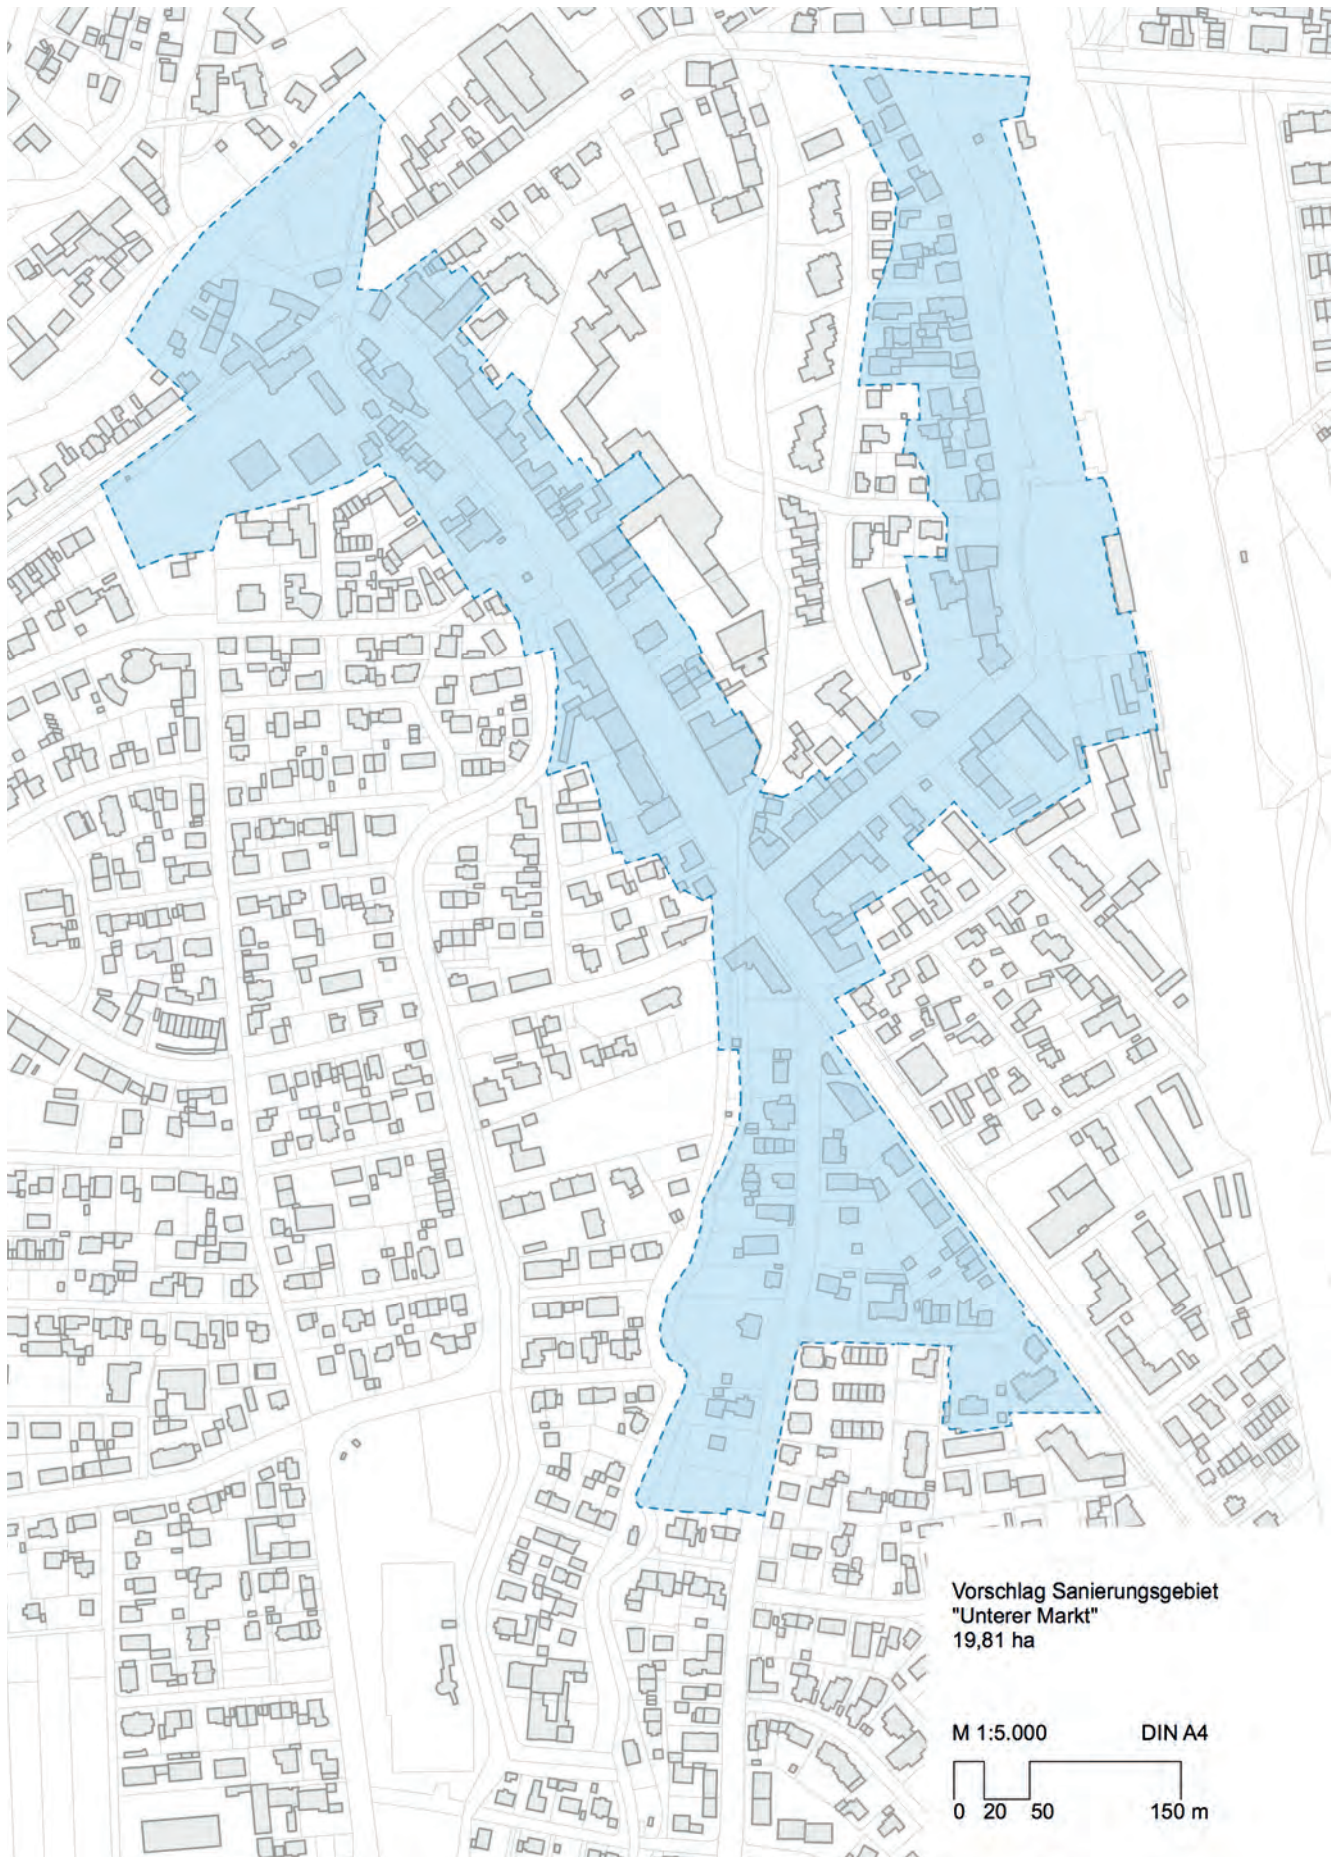 Vorschlag Sanierungsgebiet
"Unterer Markt"
19,81 ha
M 1:5.000 DIN A4
0 20 50 150 m